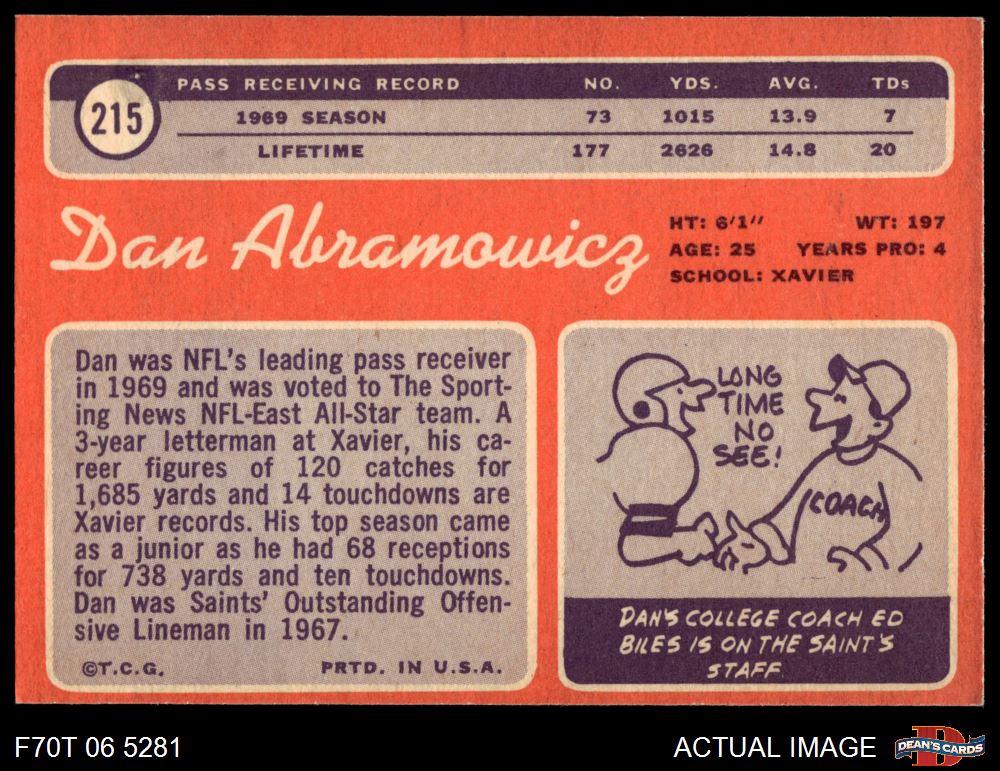 215
PASS RECEIVING RECORD NO. YDS. AVG. TDs
1969 SEASON 73 1015 13.9 7
LIFETIME 177 2626 14.8 20
Dan Abramowicz
HT: 6'1" WT: 197
AGE: 25 YEARS PRO: 4
SCHOOL: XAVIER
Dan was NFL's leading pass receiver
in 1969 and was voted to The Sport-
ing News NFL-East All-Star team. A
3-year letterman at Xavier, his ca-
reer figures of 120 catches for
1,685 yards and 14 touchdowns are
Xavier records. His top season came
as a junior as he had 68 receptions
for 738 yards and ten touchdowns.
Dan was Saints' Outstanding Offen-
sive Lineman in 1967.
©T.C.G. PRTD. IN U.S.A.
LONG
TIME
NO
SEE!
COACH
DAN'S COLLEGE COACH ED
BILES IS ON THE SAINT'S
STAFF
F70T 06 5281
ACTUAL IMAGE
D
DEAN'S CARDS